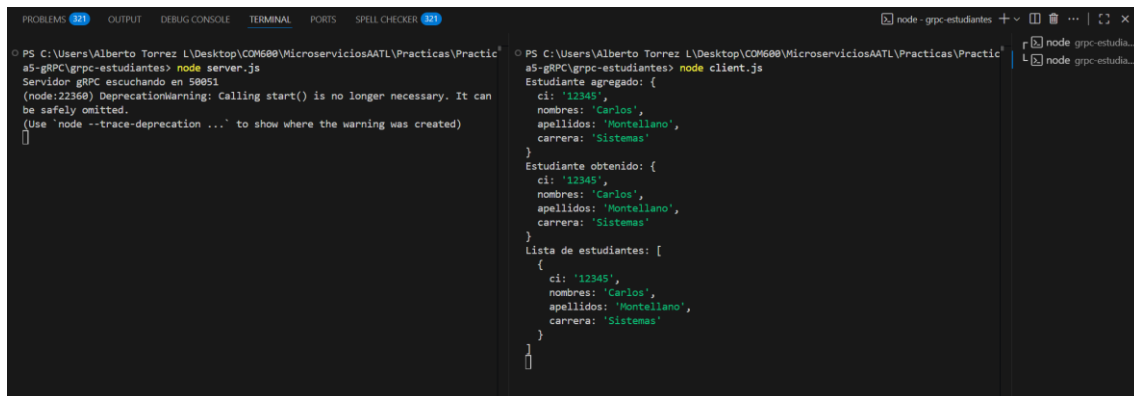 PROBLEMS 321 OUTPUT DEBUG CONSOLE TERMINAL PORTS SPELL CHECKER 321
node - grpc-estudiantes
PS C:\Users\Alberto Torrez L\Desktop\COM600\MicroserviciosAATL\Practicas\Practic
a5-gRPC\grpc-estudiantes> node server.js
Servidor gRPC escuchando en 50051
(node:22360) DeprecationWarning: Calling start() is no longer necessary. It can
be safely omitted.
(Use `node --trace-deprecation ...` to show where the warning was created)
PS C:\Users\Alberto Torrez L\Desktop\COM600\MicroserviciosAATL\Practicas\Practic
a5-gRPC\grpc-estudiantes> node client.js
Estudiante agregado: {
ci: '12345',
nombres: 'Carlos',
apellidos: 'Montellano',
carrera: 'Sistemas'
}
Estudiante obtenido: {
ci: '12345',
nombres: 'Carlos',
apellidos: 'Montellano',
carrera: 'Sistemas'
}
Lista de estudiantes: [
{
ci: '12345',
nombres: 'Carlos',
apellidos: 'Montellano',
carrera: 'Sistemas'
}
]
node grpc-estudia...
node grpc-estudia...